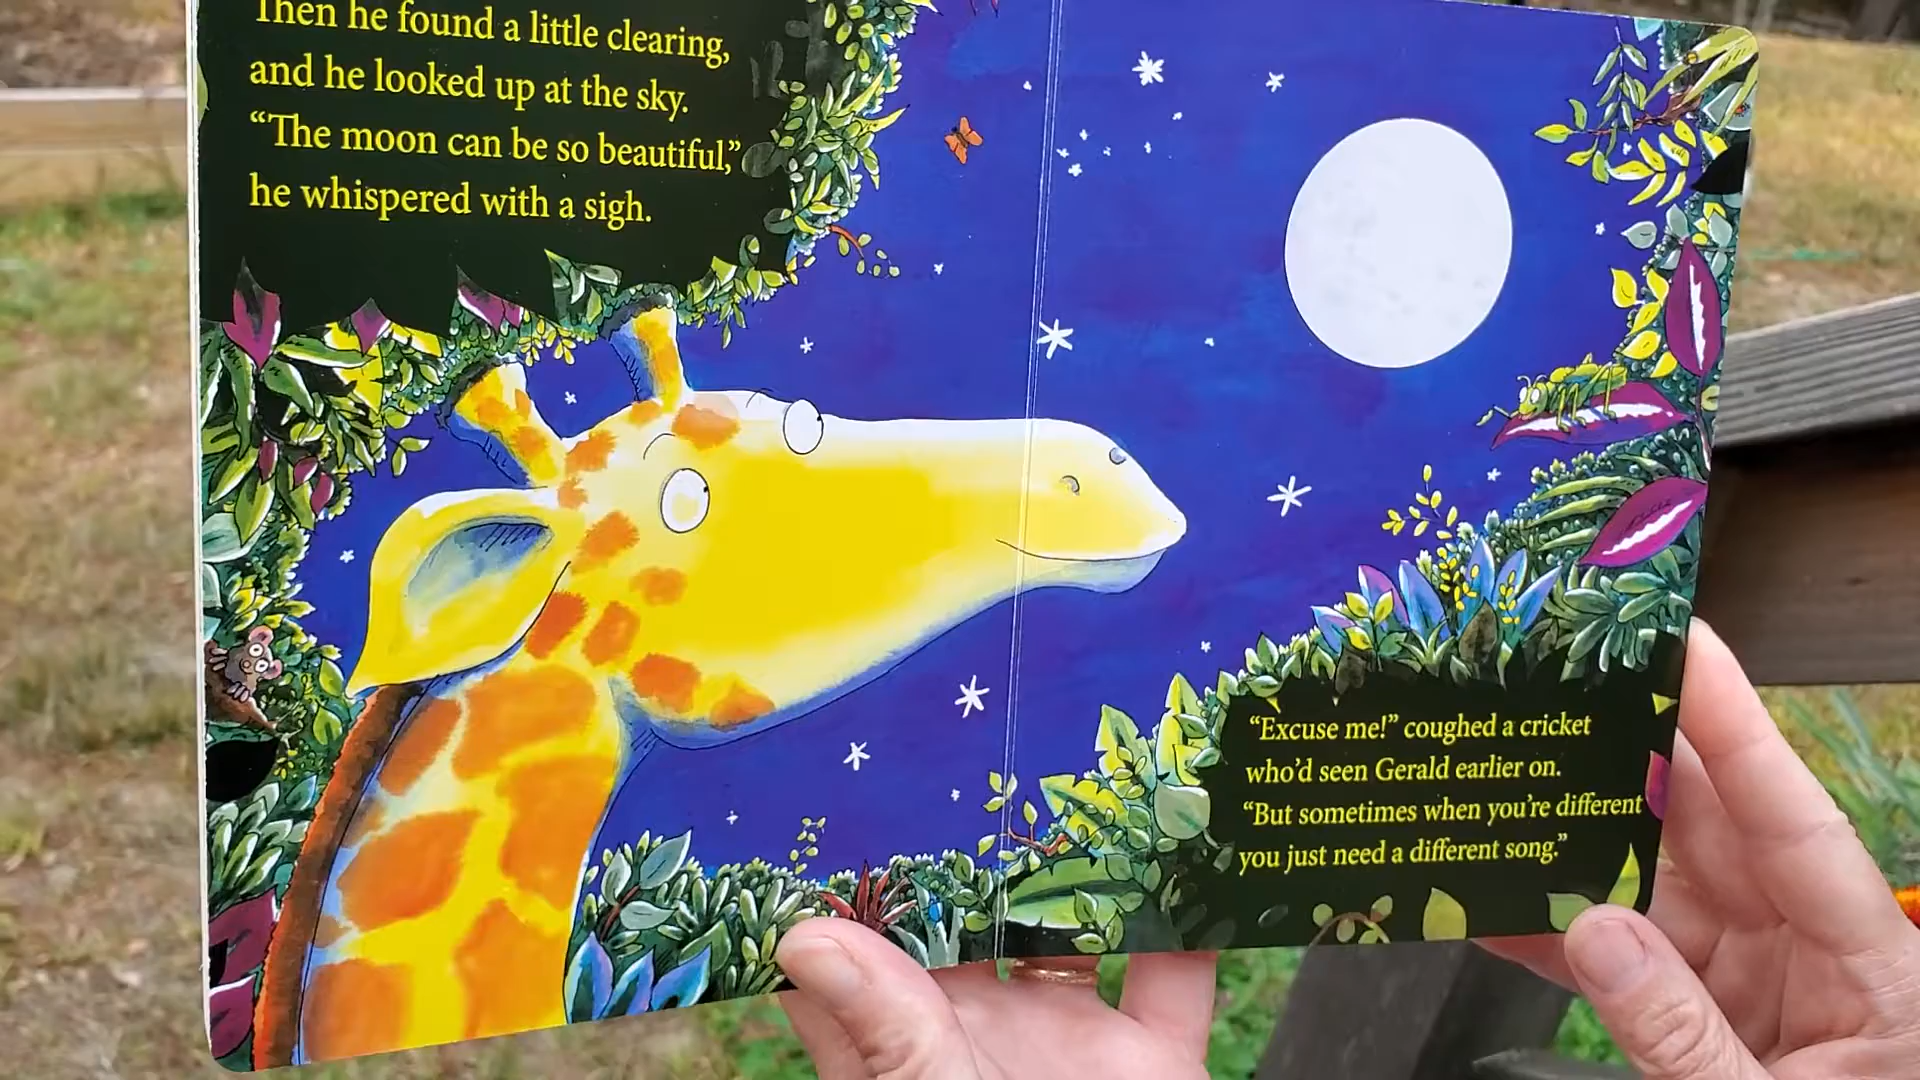 Then he found a little clearing,
and he looked up at the sky.
“The moon can be so beautiful,”
he whispered with a sigh.
“Excuse me!” coughed a cricket
who’d seen Gerald earlier on.
“But sometimes when you’re different
you just need a different song.”